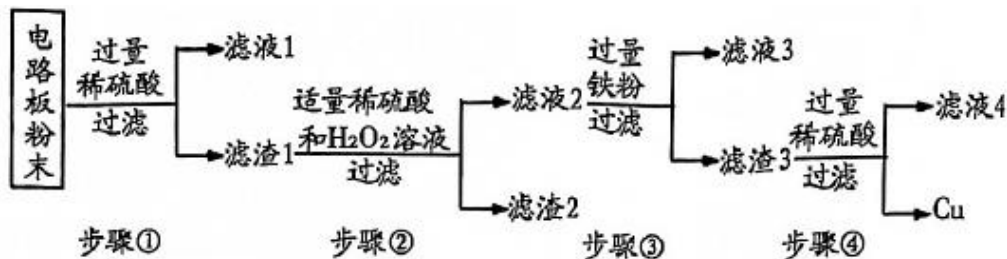 电路板粉末
过量
稀硫酸
过滤
滤液1
滤渣1
适量稀硫酸
和H₂O₂溶液
过滤
滤液2
滤渣2
过量
铁粉
过滤
滤液3
滤渣3
过量
稀硫酸
过滤
滤液4
Cu
步骤① 步骤② 步骤③ 步骤④